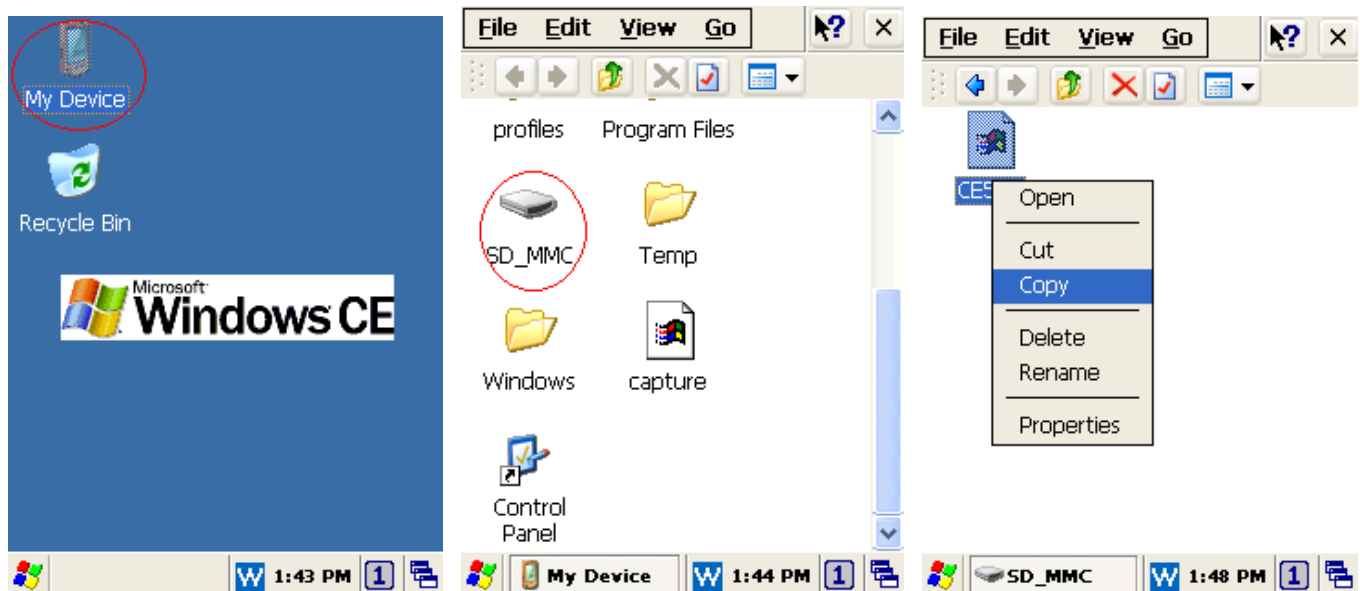 My Device
Recycle Bin
Microsoft
Windows CE
W 1:43 PM 1
File Edit View Go
?
×
profiles Program Files
SD_MMC Temp
Windows capture
Control
Panel
My Device W 1:44 PM 1
File Edit View Go
?
×
Open
Cut
Copy
Delete
Rename
Properties
SD_MMC W 1:48 PM 1